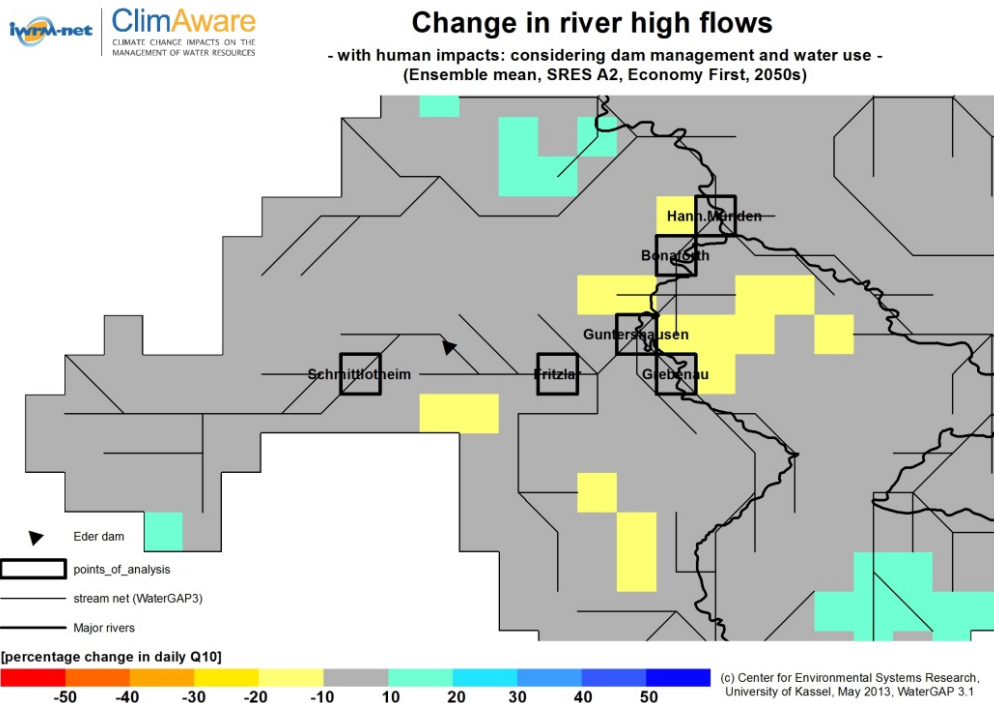 iwrm-net
ClimAware
CLIMATE CHANGE IMPACTS ON THE
MANAGEMENT OF WATER RESOURCES
Change in river high flows
- with human impacts: considering dam management and water use -
(Ensemble mean, SRES A2, Economy First, 2050s)
Hann.Münden
Bonaforth
Guntershausen
Schmittlotheim
Fritzlar
Grebenau
Eder dam
points_of_analysis
stream net (WaterGAP3)
Major rivers
[percentage change in daily Q10]
-50 -40 -30 -20 -10 10 20 30 40 50
(c) Center for Environmental Systems Research,
University of Kassel, May 2013, WaterGAP 3.1